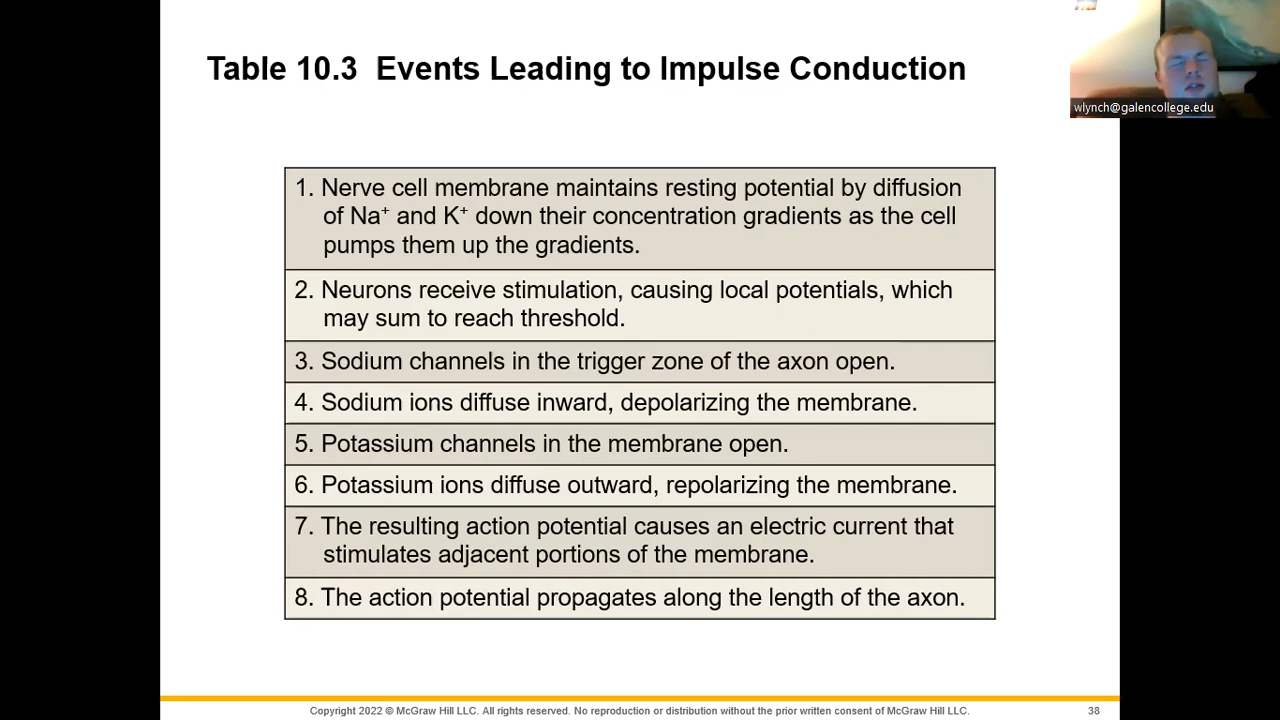 Table 10.3  Events Leading to Impulse Conduction
wlynch@galencollege.edu
1. Nerve cell membrane maintains resting potential by diffusion
of Na⁺ and K⁺ down their concentration gradients as the cell
pumps them up the gradients.
2. Neurons receive stimulation, causing local potentials, which
may sum to reach threshold.
3. Sodium channels in the trigger zone of the axon open.
4. Sodium ions diffuse inward, depolarizing the membrane.
5. Potassium channels in the membrane open.
6. Potassium ions diffuse outward, repolarizing the membrane.
7. The resulting action potential causes an electric current that
stimulates adjacent portions of the membrane.
8. The action potential propagates along the length of the axon.
Copyright 2022 © McGraw Hill LLC. All rights reserved. No reproduction or distribution without the prior written consent of McGraw Hill LLC.
38